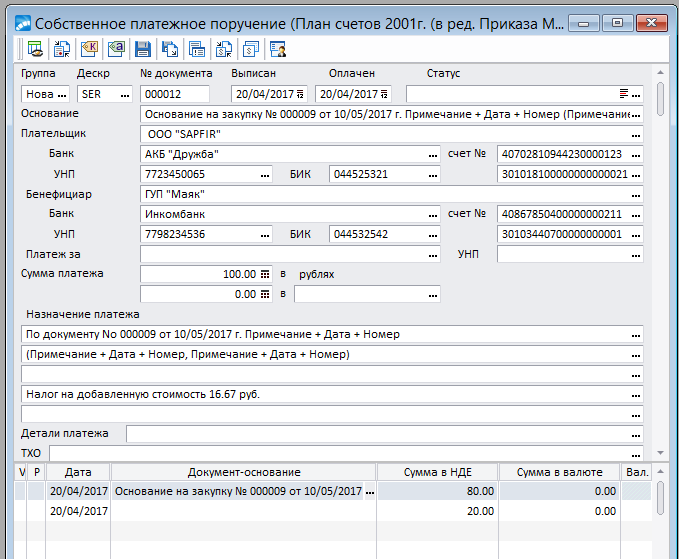 Собственное платежное поручение (План счетов 2001г. (в ред. Приказа М...
Группа Дескр № документа Выписан Оплачен Статус
Нова ... SER ... 000012 20/04/2017 20/04/2017 ...
Основание Основание на закупку № 000009 от 10/05/2017 г. Примечание + Дата + Номер (Примечание ...
Плательщик ООО "SAPFIR" ...
Банк АКБ "Дружба" ... счет № 40702810944230000123 ...
УНП 7723450065 ... БИК 044525321 ... 30101810000000000021 ...
Бенефициар ГУП "Маяк" ...
Банк Инкомбанк ... счет № 40867850400000000211 ...
УНП 7798234536 ... БИК 044532542 ... 30103440700000000001 ...
Платеж за ... УНП ...
Сумма платежа 100.00 в рублях
0.00 в ...
Назначение платежа
По документу No 000009 от 10/05/2017 г. Примечание + Дата + Номер ...
(Примечание + Дата + Номер, Примечание + Дата + Номер) ...
...
Налог на добавленную стоимость 16.67 руб. ...
...
Детали платежа ...
ТХО ...
V Р Дата Документ-основание Сумма в НДЕ Сумма в валюте Вал.
20/04/2017 Основание на закупку № 000009 от 10/05/2017 ... 80.00 0.00
20/04/2017 20.00 0.00